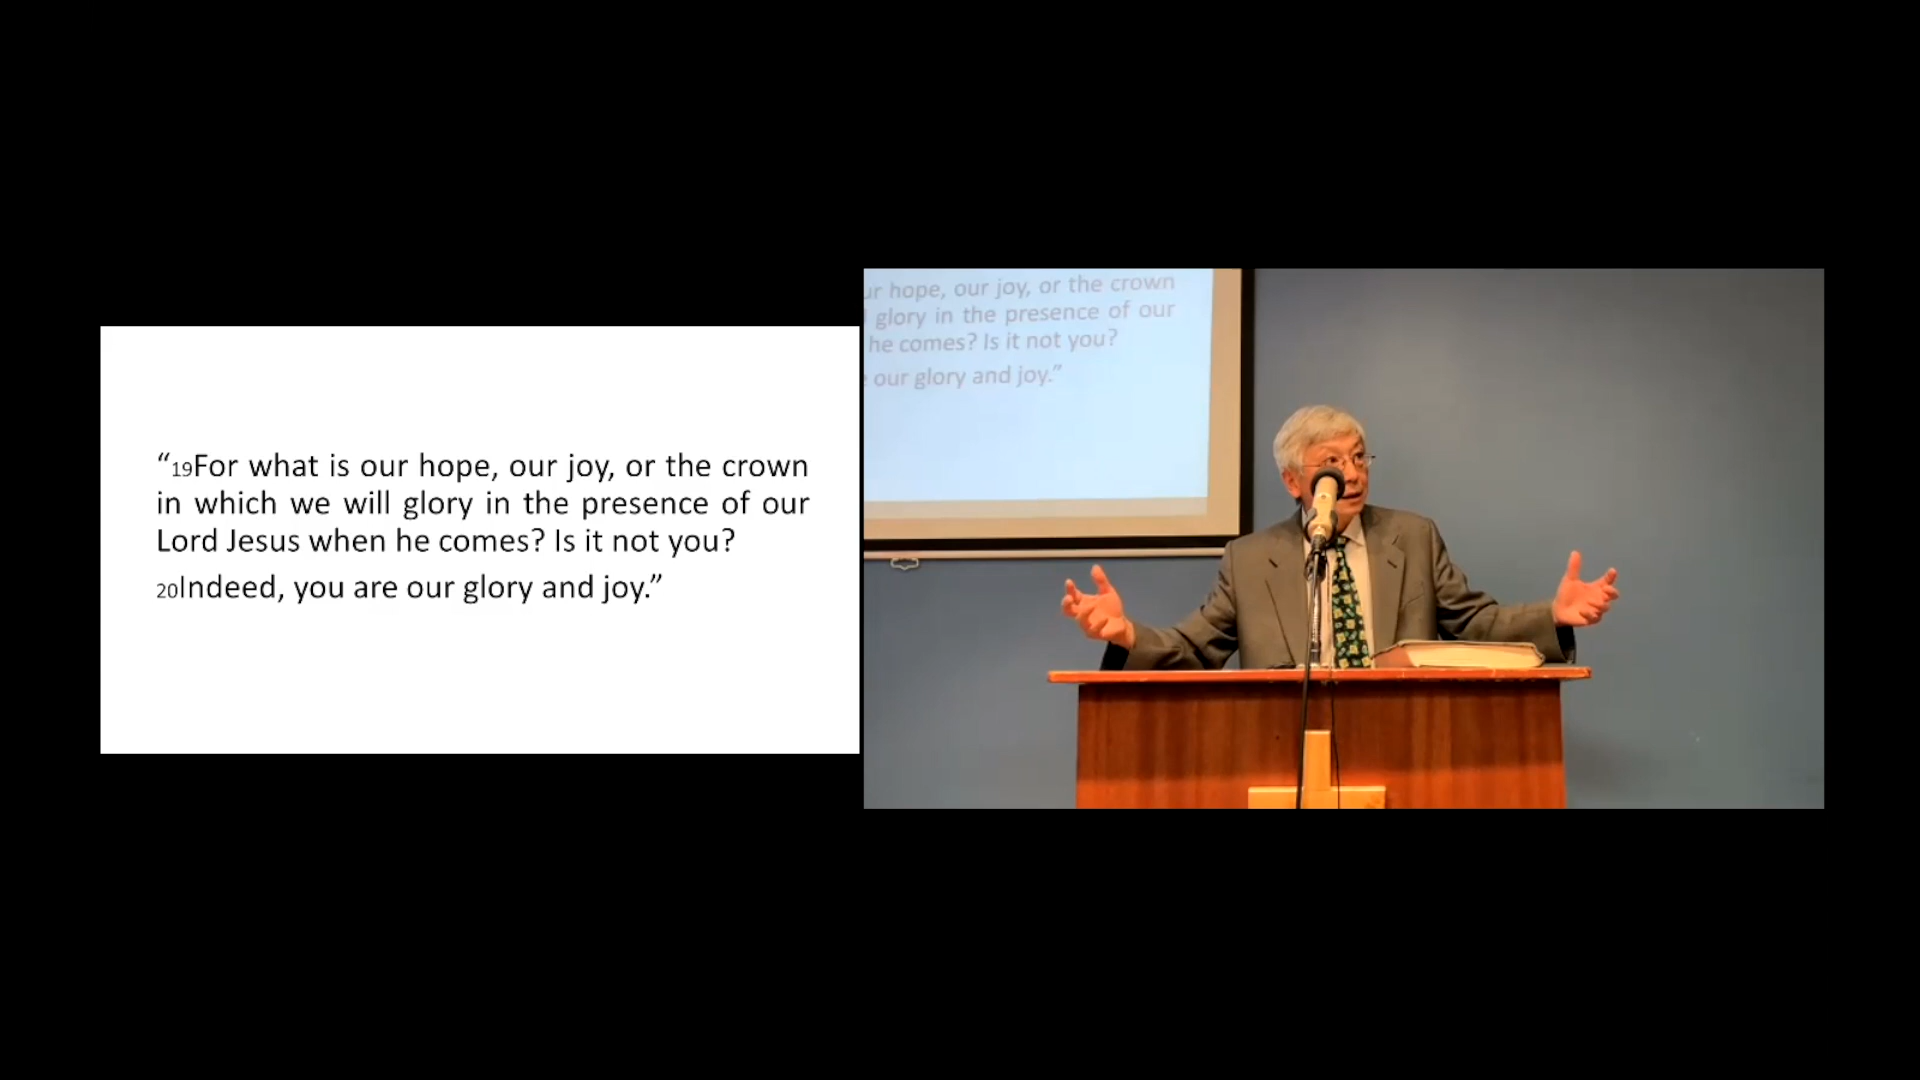 “19For what is our hope, our joy, or the crown
in which we will glory in the presence of our
Lord Jesus when he comes? Is it not you?
20Indeed, you are our glory and joy.”
hope, our joy, or the crown
glory in the presence of our
he comes? Is it not you?
our glory and joy.”